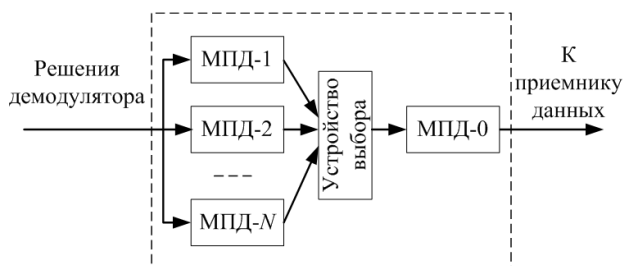 Решения
демодулятора
МПД-1
МПД-2
МПД-N
Устройство
выбора
МПД-0
К
приемнику
данных